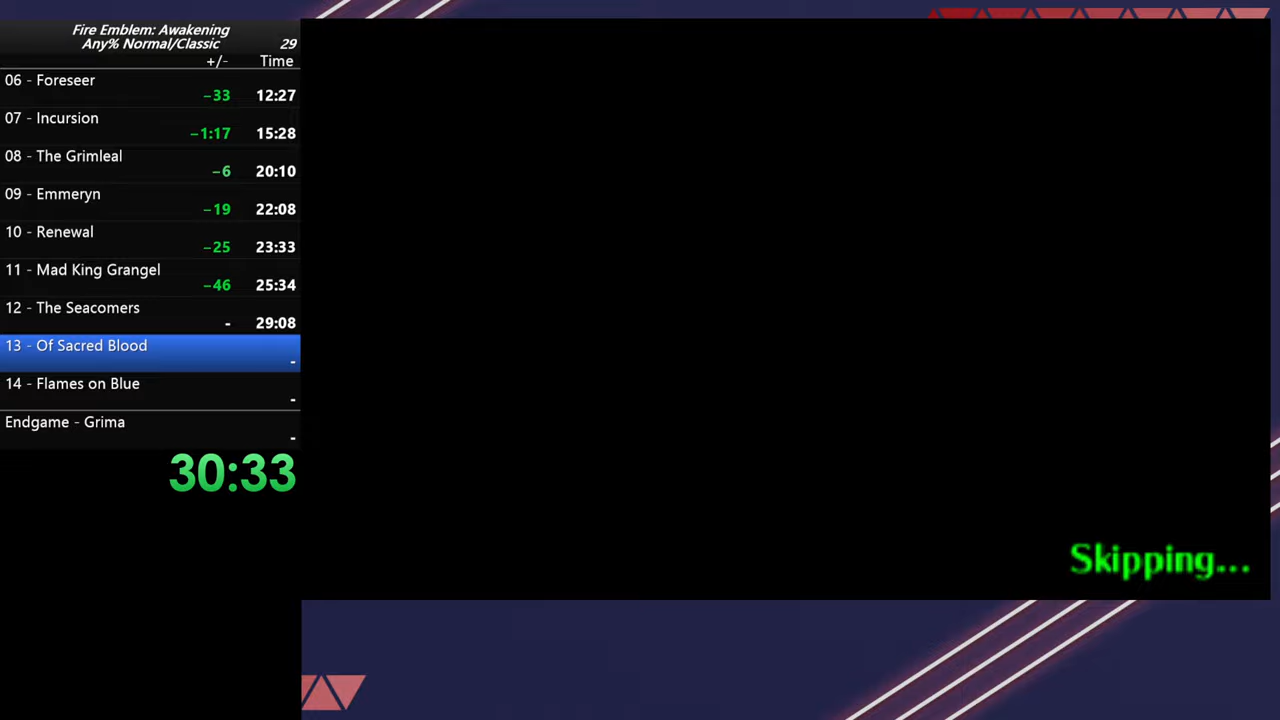 Fire Emblem: Awakening
Any% Normal/Classic 29
+/- Time
06 - Foreseer
-33 12:27
07 - Incursion
-1:17 15:28
08 - The Grimleal
-6 20:10
09 - Emmeryn
-19 22:08
10 - Renewal
-25 23:33
11 - Mad King Grangel
-46 25:34
12 - The Seacomers
- 29:08
13 - Of Sacred Blood
-
14 - Flames on Blue
-
Endgame - Grima
-
30:33
Skipping...